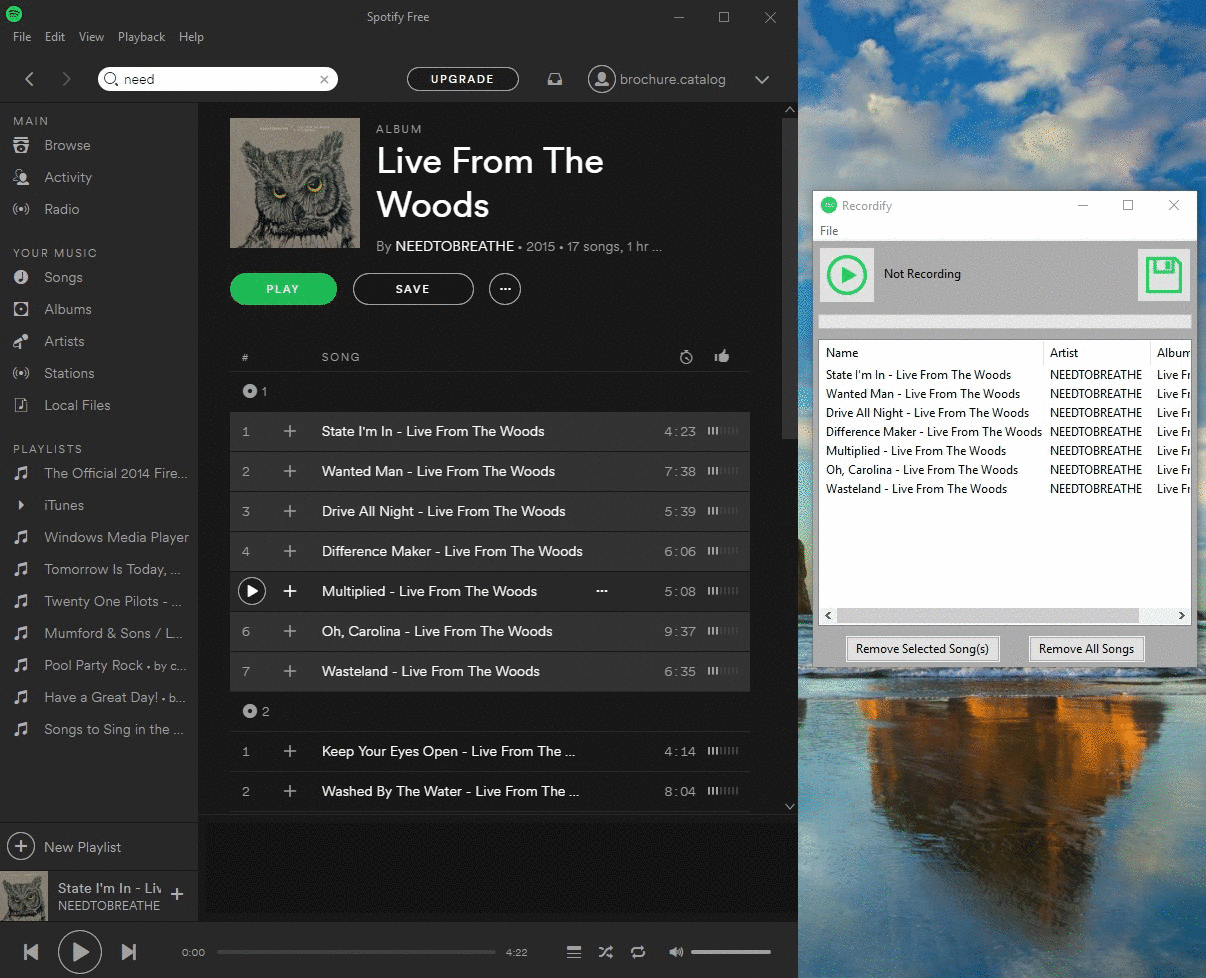 Spotify Free
File Edit View Playback Help
need
UPGRADE
brochure.catalog
MAIN
Browse
Activity
Radio
YOUR MUSIC
Songs
Albums
Artists
Stations
Local Files
PLAYLISTS
The Official 2014 Fire...
iTunes
Windows Media Player
Tomorrow Is Today, ...
Twenty One Pilots - ...
Mumford & Sons / L...
Pool Party Rock • by c...
Have a Great Day! • b...
Songs to Sing in the ...
New Playlist
State I'm In - Liv
NEEDTOBREATHE
ALBUM
Live From The
Woods
By NEEDTOBREATHE • 2015 • 17 songs, 1 hr ...
PLAY SAVE
# SONG
1
1 State I'm In - Live From The Woods 4:23
2 Wanted Man - Live From The Woods 7:38
3 Drive All Night - Live From The Woods 5:39
4 Difference Maker - Live From The Woods 6:06
Multiplied - Live From The Woods 5:08
6 Oh, Carolina - Live From The Woods 9:37
7 Wasteland - Live From The Woods 6:35
2
1 Keep Your Eyes Open - Live From The ... 4:14
2 Washed By The Water - Live From The ... 8:04
0:00 4:22
Recordify
File
Not Recording
Name Artist Album
State I'm In - Live From The Woods NEEDTOBREATHE Live Fr
Wanted Man - Live From The Woods NEEDTOBREATHE Live Fr
Drive All Night - Live From The Woods NEEDTOBREATHE Live Fr
Difference Maker - Live From The Woods NEEDTOBREATHE Live Fr
Multiplied - Live From The Woods NEEDTOBREATHE Live Fr
Oh, Carolina - Live From The Woods NEEDTOBREATHE Live Fr
Wasteland - Live From The Woods NEEDTOBREATHE Live Fr
Remove Selected Song(s) Remove All Songs